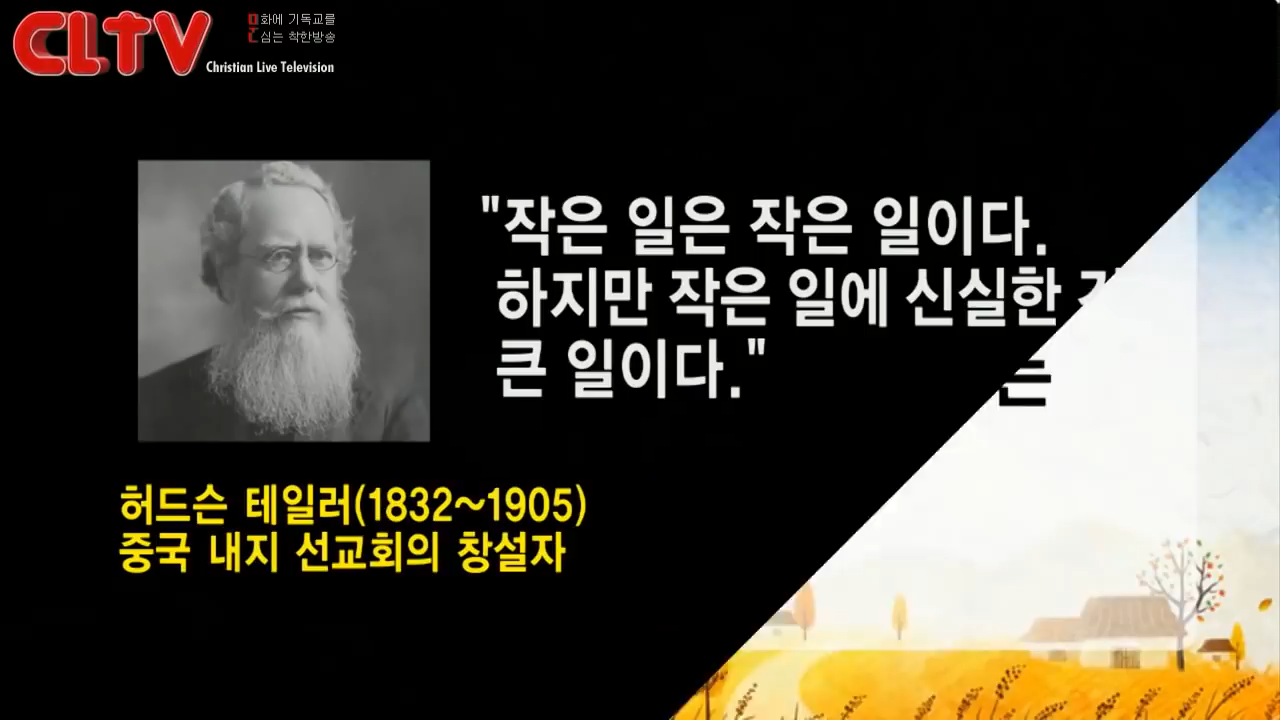 CLTV
문화에 기독교를
심는 착한방송
Christian Live Television
"작은 일은 작은 일이다.
하지만 작은 일에 신실한
큰 일이다."
허드슨 테일러(1832~1905)
중국 내지 선교회의 창설자